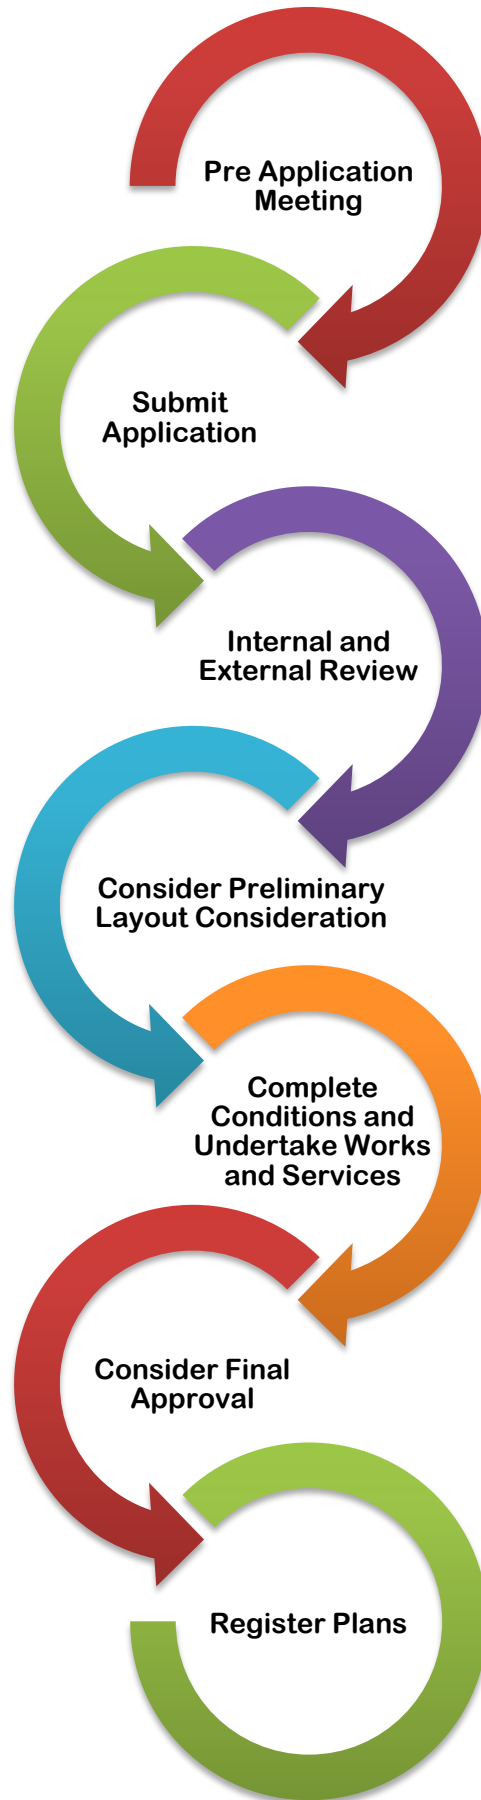 Pre Application
Meeting
Submit
Application
Internal and
External Review
Consider Preliminary
Layout Consideration
Complete
Conditions and
Undertake Works
and Services
Consider Final
Approval
Register Plans